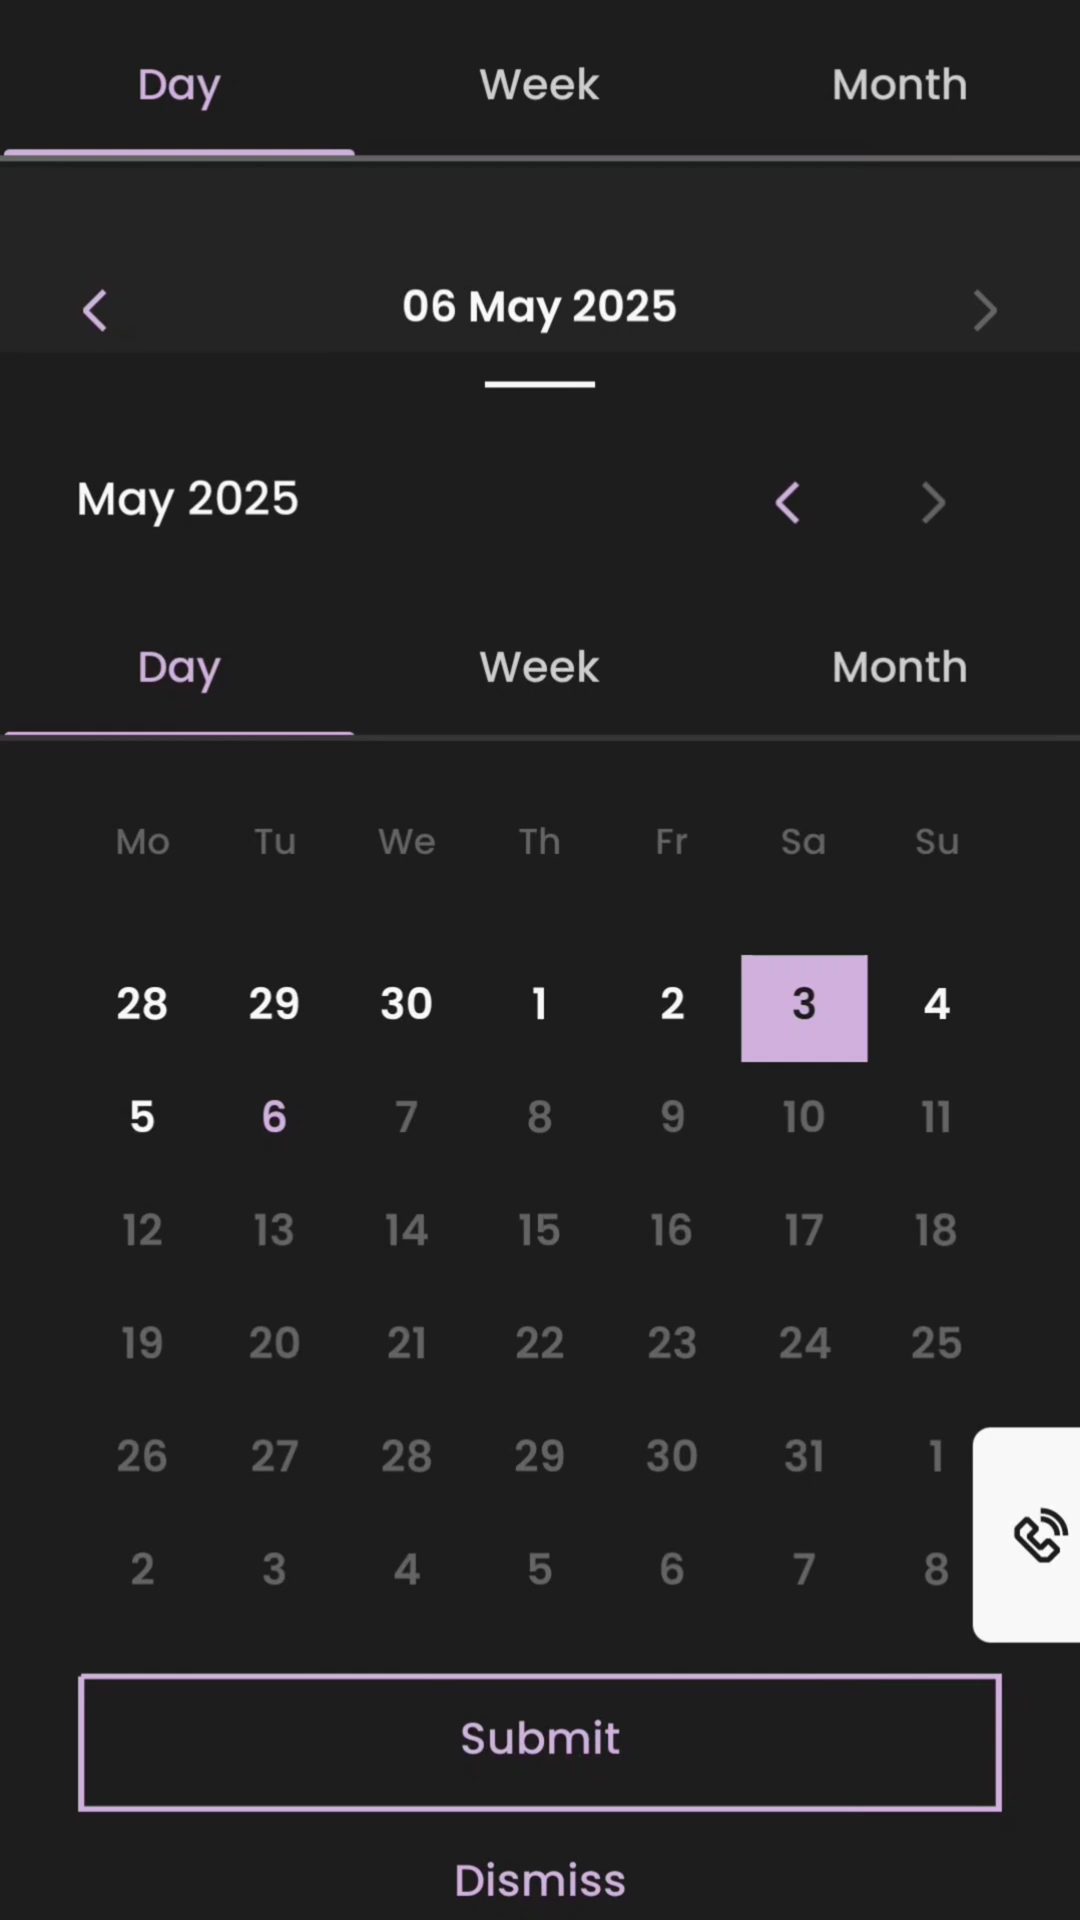 Day Week Month
06 May 2025
May 2025
Day Week Month
Mo Tu We Th Fr Sa Su
28 29 30 1 2 3 4
5 6 7 8 9 10 11
12 13 14 15 16 17 18
19 20 21 22 23 24 25
26 27 28 29 30 31 1
2 3 4 5 6 7 8
Submit
Dismiss